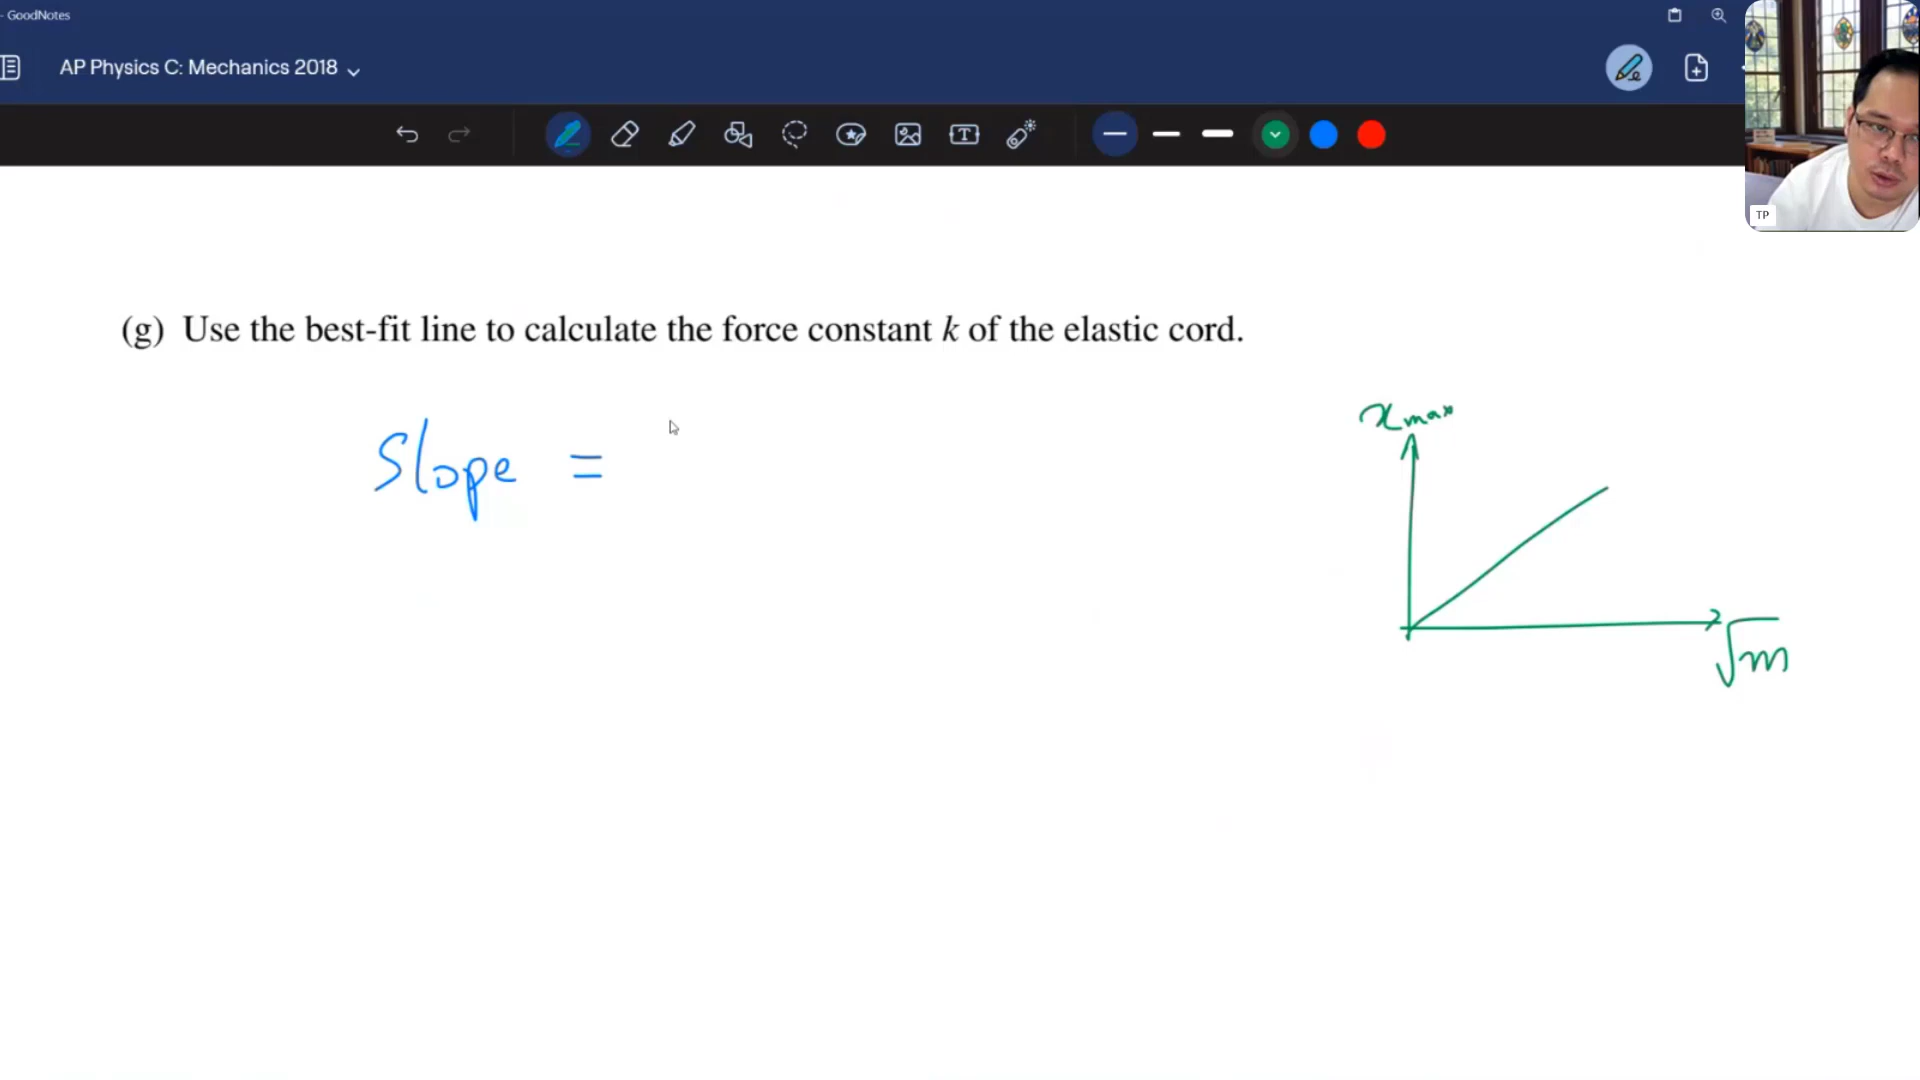 - GoodNotes
AP Physics C: Mechanics 2018
T
TP
(g) Use the best-fit line to calculate the force constant k of the elastic cord.
Slope =
x max
√m